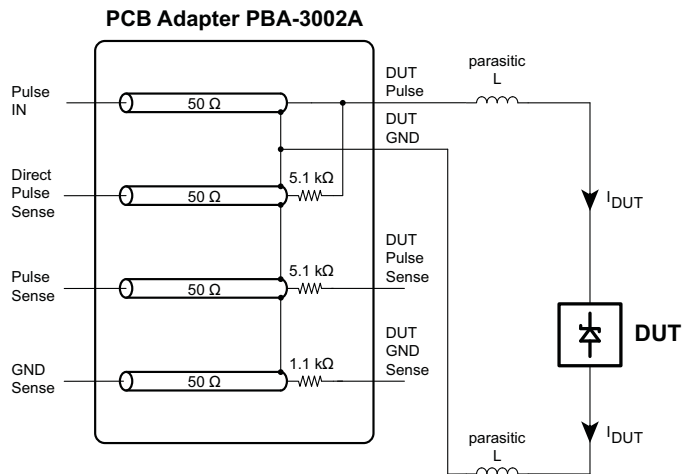 PCB Adapter PBA-3002A
Pulse
IN
50 Ω
DUT
Pulse
DUT
GND
parasitic
L
Direct
Pulse
Sense
50 Ω
5.1 kΩ
I DUT
Pulse
Sense
50 Ω
5.1 kΩ
DUT
Pulse
Sense
DUT
GND
Sense
50 Ω
1.1 kΩ
DUT
GND
Sense
parasitic
L
I DUT